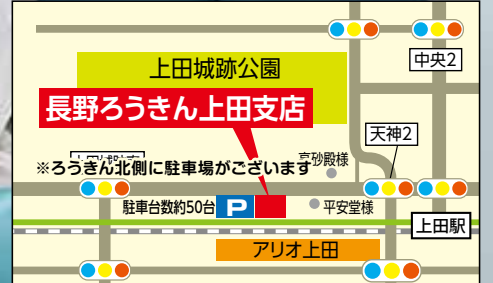 中央2
上田城跡公園
長野ろうきん上田支店
天神2
高砂殿様
※ろうきん北側に駐車場がございます
駐車台数約50台 P
平安堂様
上田駅
アリオ上田